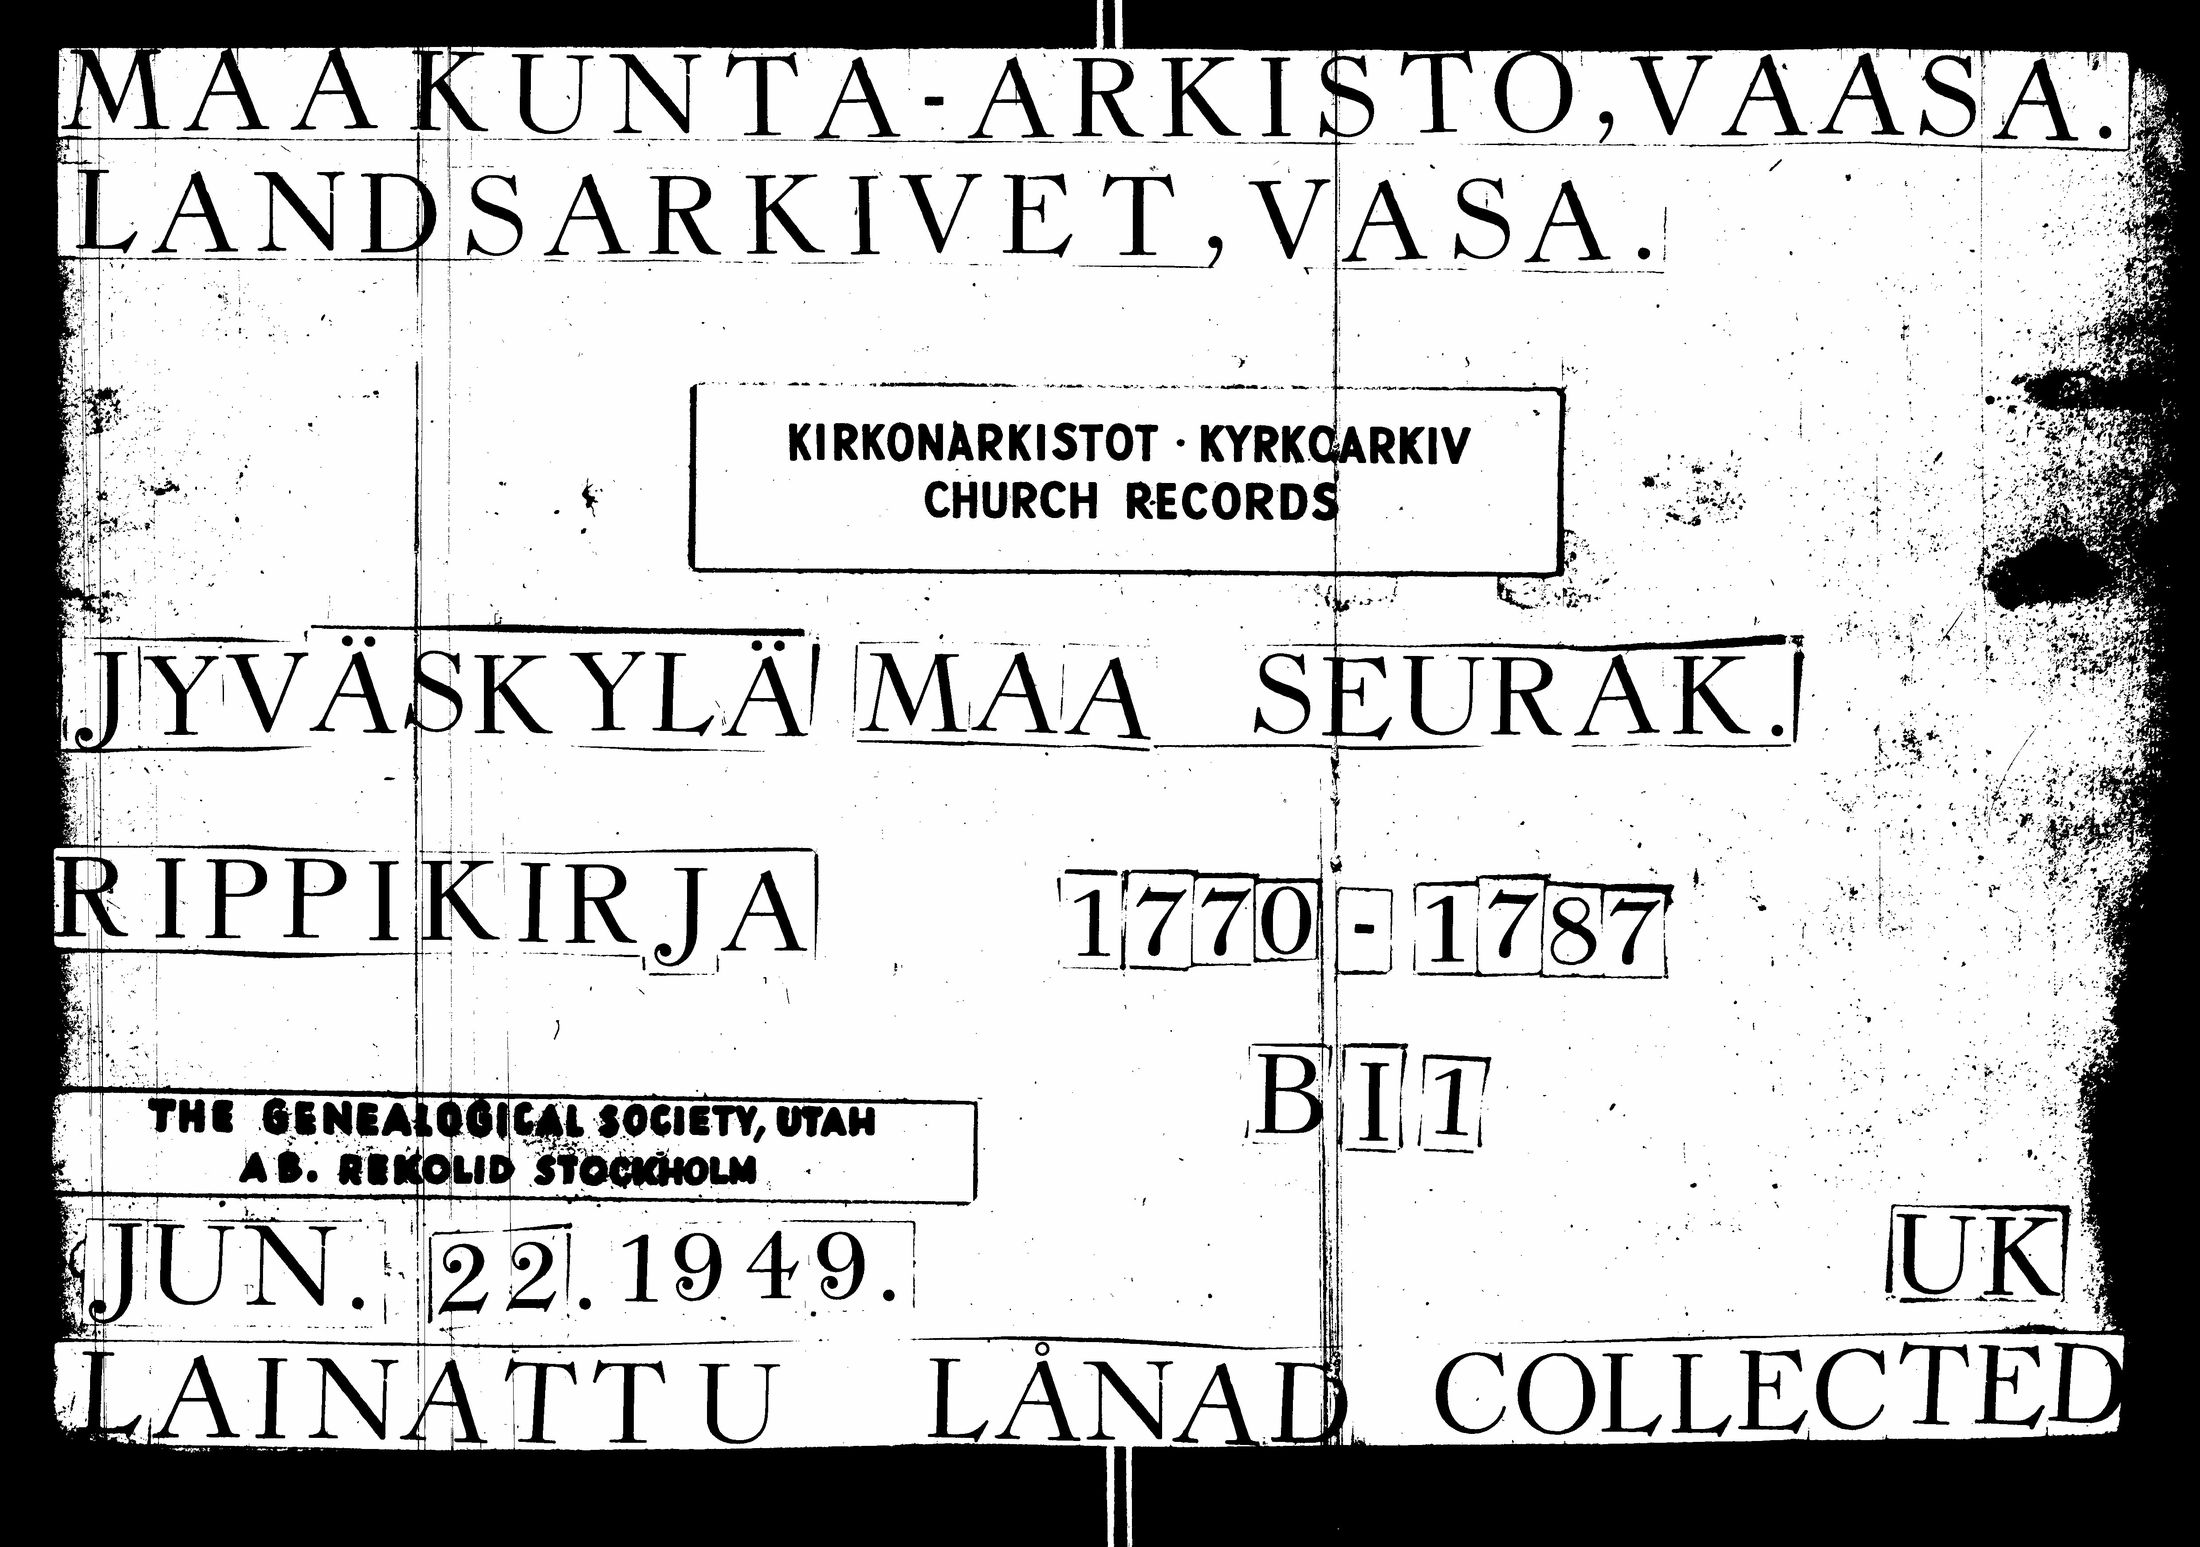 MAAKUNTA-ARKISTO, VAASA.
LANDSARKIVET, VASA.
KIRKONARKISTOT · KYRKOARKIV
CHURCH RECORDS
JYVÄSKYLÄ MAA SEURAK.
RIPPIKIRJA 1770-1787
B I 1
THE GENEALOGICAL SOCIETY, UTAH
AB. REKOLID STOCKHOLM
JUN. 22. 1949. UK
LAINATTU LÅNAD COLLECTED